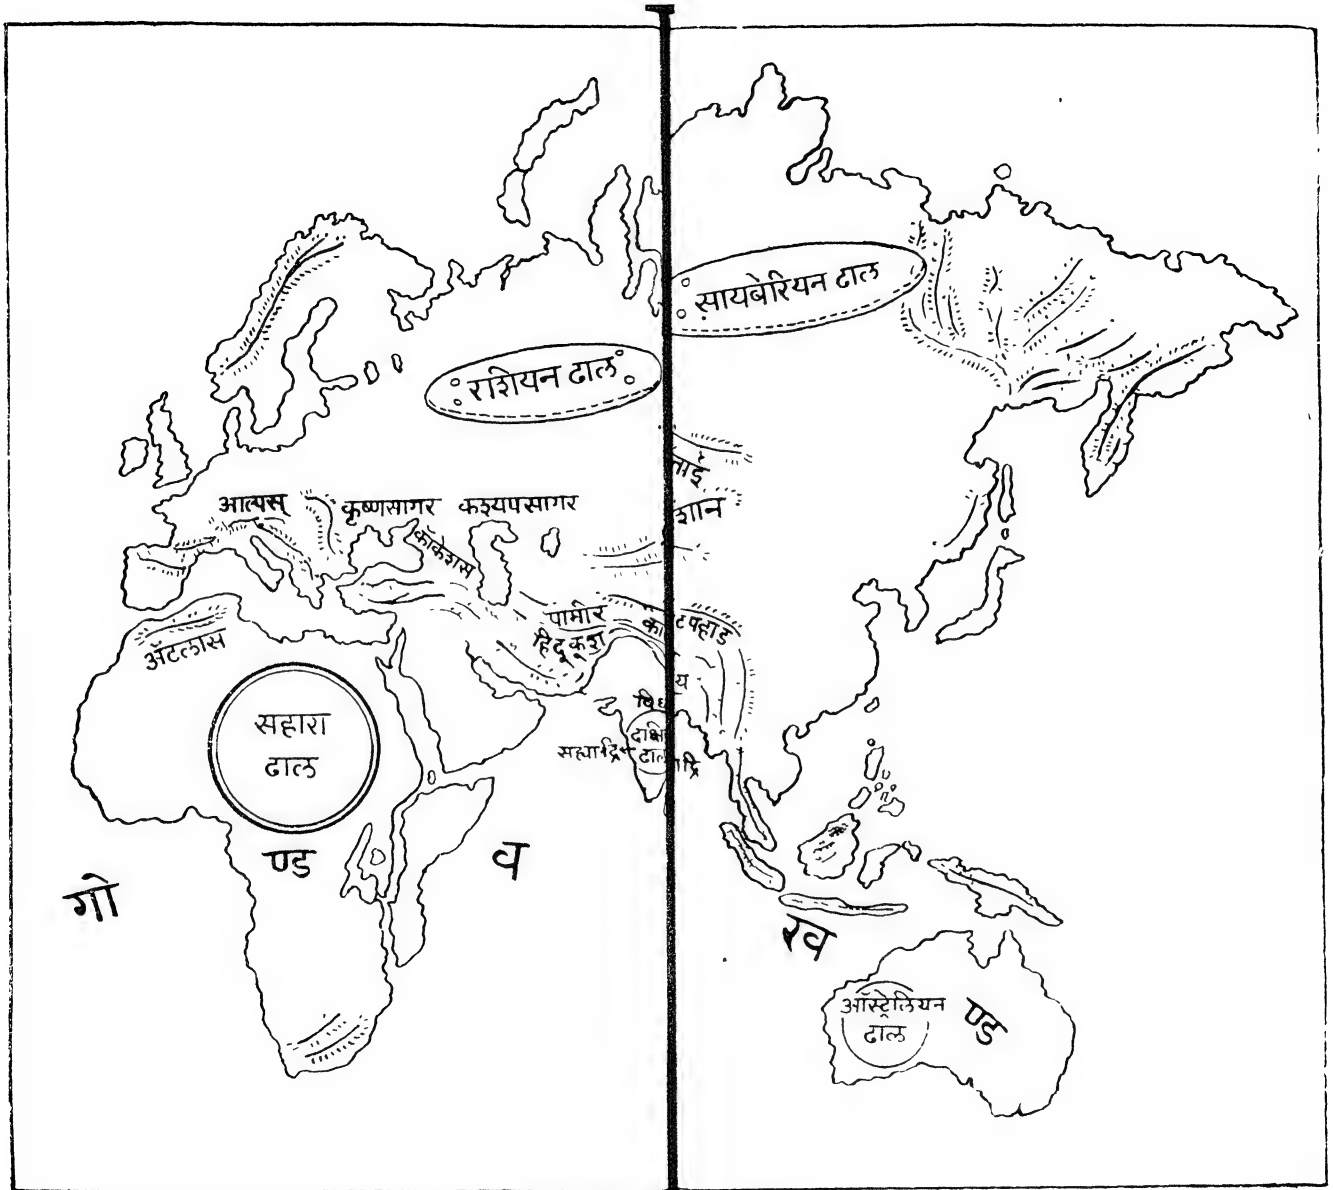 सायबेरियन ढाल
रशियन ढाल
आल्पस्
कृष्णसागर
कश्यपसागर
कॉकेशस
शान
पामीर
हिंदूकूश
अ‍ॅटलास
सहारा
ढाल
सह्याद्रि
ढाल
द्रि
गो
ण्ड
व
ख
ण्ड
ऑस्ट्रेलियन
ढाल